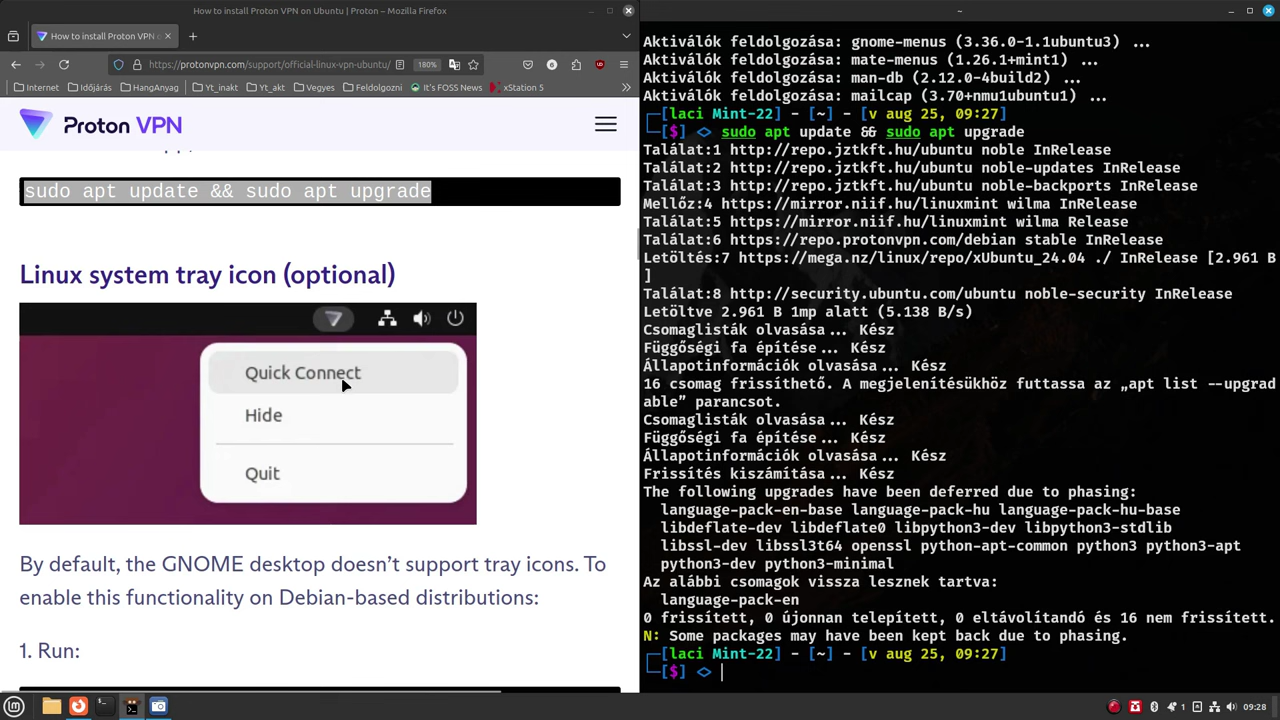 How to install Proton VPN on Ubuntu | Proton — Mozilla Firefox
How to install Proton VPN o
https://protonvpn.com/support/official-linux-vpn-ubuntu/
180%
Internet
Időjárás
HangAnyag
Yt_inakt
Yt_akt
Vegyes
Feldolgozni
It's FOSS News
xStation 5
Proton VPN
sudo apt update && sudo apt upgrade
Linux system tray icon (optional)
Quick Connect
Hide
Quit
By default, the GNOME desktop doesn't support tray icons. To
enable this functionality on Debian-based distributions:
1. Run:
~
Aktiválók feldolgozása: gnome-menus (3.36.0-1.1ubuntu3) ...
Aktiválók feldolgozása: mate-menus (1.26.1+mint1) ...
Aktiválók feldolgozása: man-db (2.12.0-4build2) ...
Aktiválók feldolgozása: mailcap (3.70+nmu1ubuntu1) ...
┌─[laci Mint-22] - [~] - [v aug 25, 09:27]
└─[$] <> sudo apt update && sudo apt upgrade
Találat:1 http://repo.jztkft.hu/ubuntu noble InRelease
Találat:2 http://repo.jztkft.hu/ubuntu noble-updates InRelease
Találat:3 http://repo.jztkft.hu/ubuntu noble-backports InRelease
Mellőz:4 https://mirror.niif.hu/linuxmint wilma InRelease
Találat:5 https://mirror.niif.hu/linuxmint wilma Release
Találat:6 https://repo.protonvpn.com/debian stable InRelease
Letöltés:7 https://mega.nz/linux/repo/xUbuntu_24.04 ./ InRelease [2.961 B
]
Találat:8 http://security.ubuntu.com/ubuntu noble-security InRelease
Letöltve 2.961 B 1mp alatt (5.138 B/s)
Csomaglisták olvasása... Kész
Függőségi fa építése... Kész
Állapotinformációk olvasása... Kész
16 csomag frissíthető. A megjelenítésükhöz futtassa az „apt list --upgrad
able” parancsot.
Csomaglisták olvasása... Kész
Függőségi fa építése... Kész
Állapotinformációk olvasása... Kész
Frissítés kiszámítása... Kész
The following upgrades have been deferred due to phasing:
language-pack-en-base language-pack-hu language-pack-hu-base
libdeflate-dev libdeflate0 libpython3-dev libpython3-stdlib
libssl-dev libssl3t64 openssl python-apt-common python3 python3-apt
python3-dev python3-minimal
Az alábbi csomagok vissza lesznek tartva:
language-pack-en
0 frissített, 0 újonnan telepített, 0 eltávolítandó és 16 nem frissített.
N: Some packages may have been kept back due to phasing.
┌─[laci Mint-22] - [~] - [v aug 25, 09:27]
└─[$] <>
1
09:28